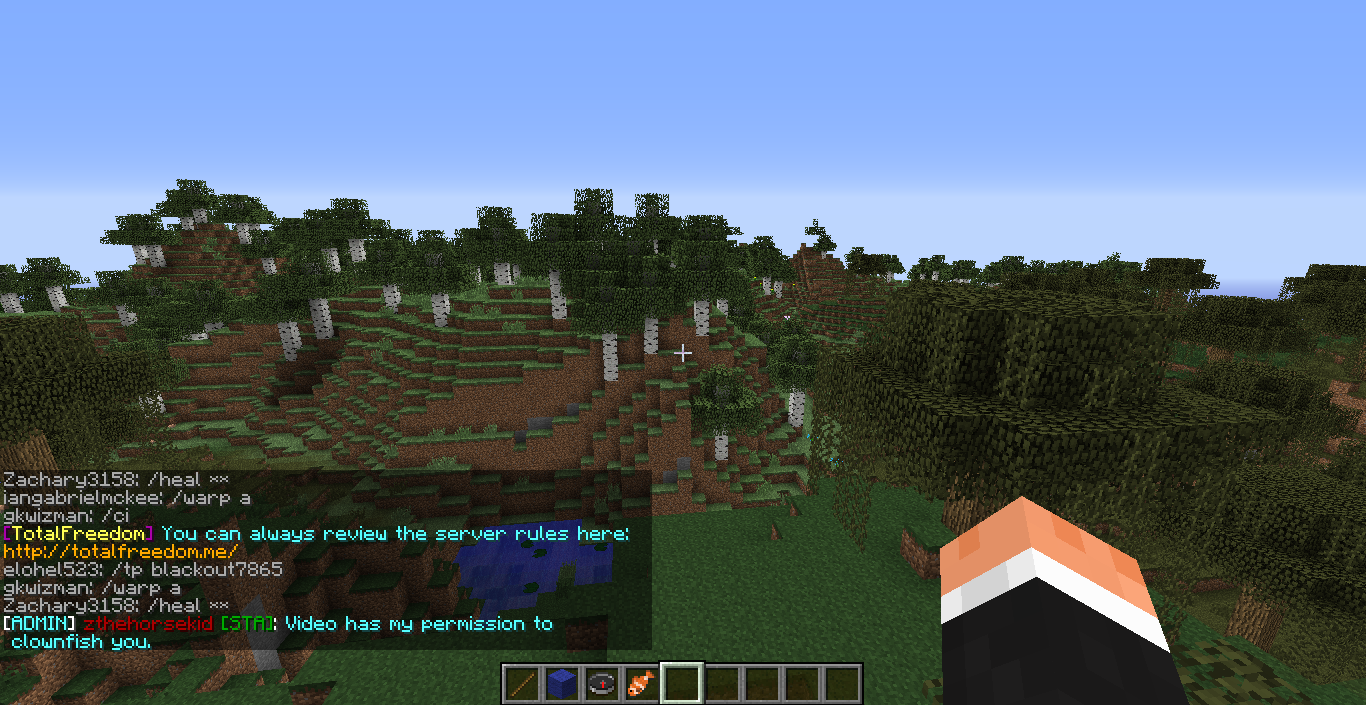 Zachary3158: /heal **
iangabrielmckee: /warp a
gkwizman: /ci
[TotalFreedom] You can always review the server rules here:
http://totalfreedom.me/
elohel523: /tp blackout7865
gkwizman: /warp a
Zachary3158: /heal **
[ADMIN] zthehorsekid [STA]: Video has my permission to
clownfish you.